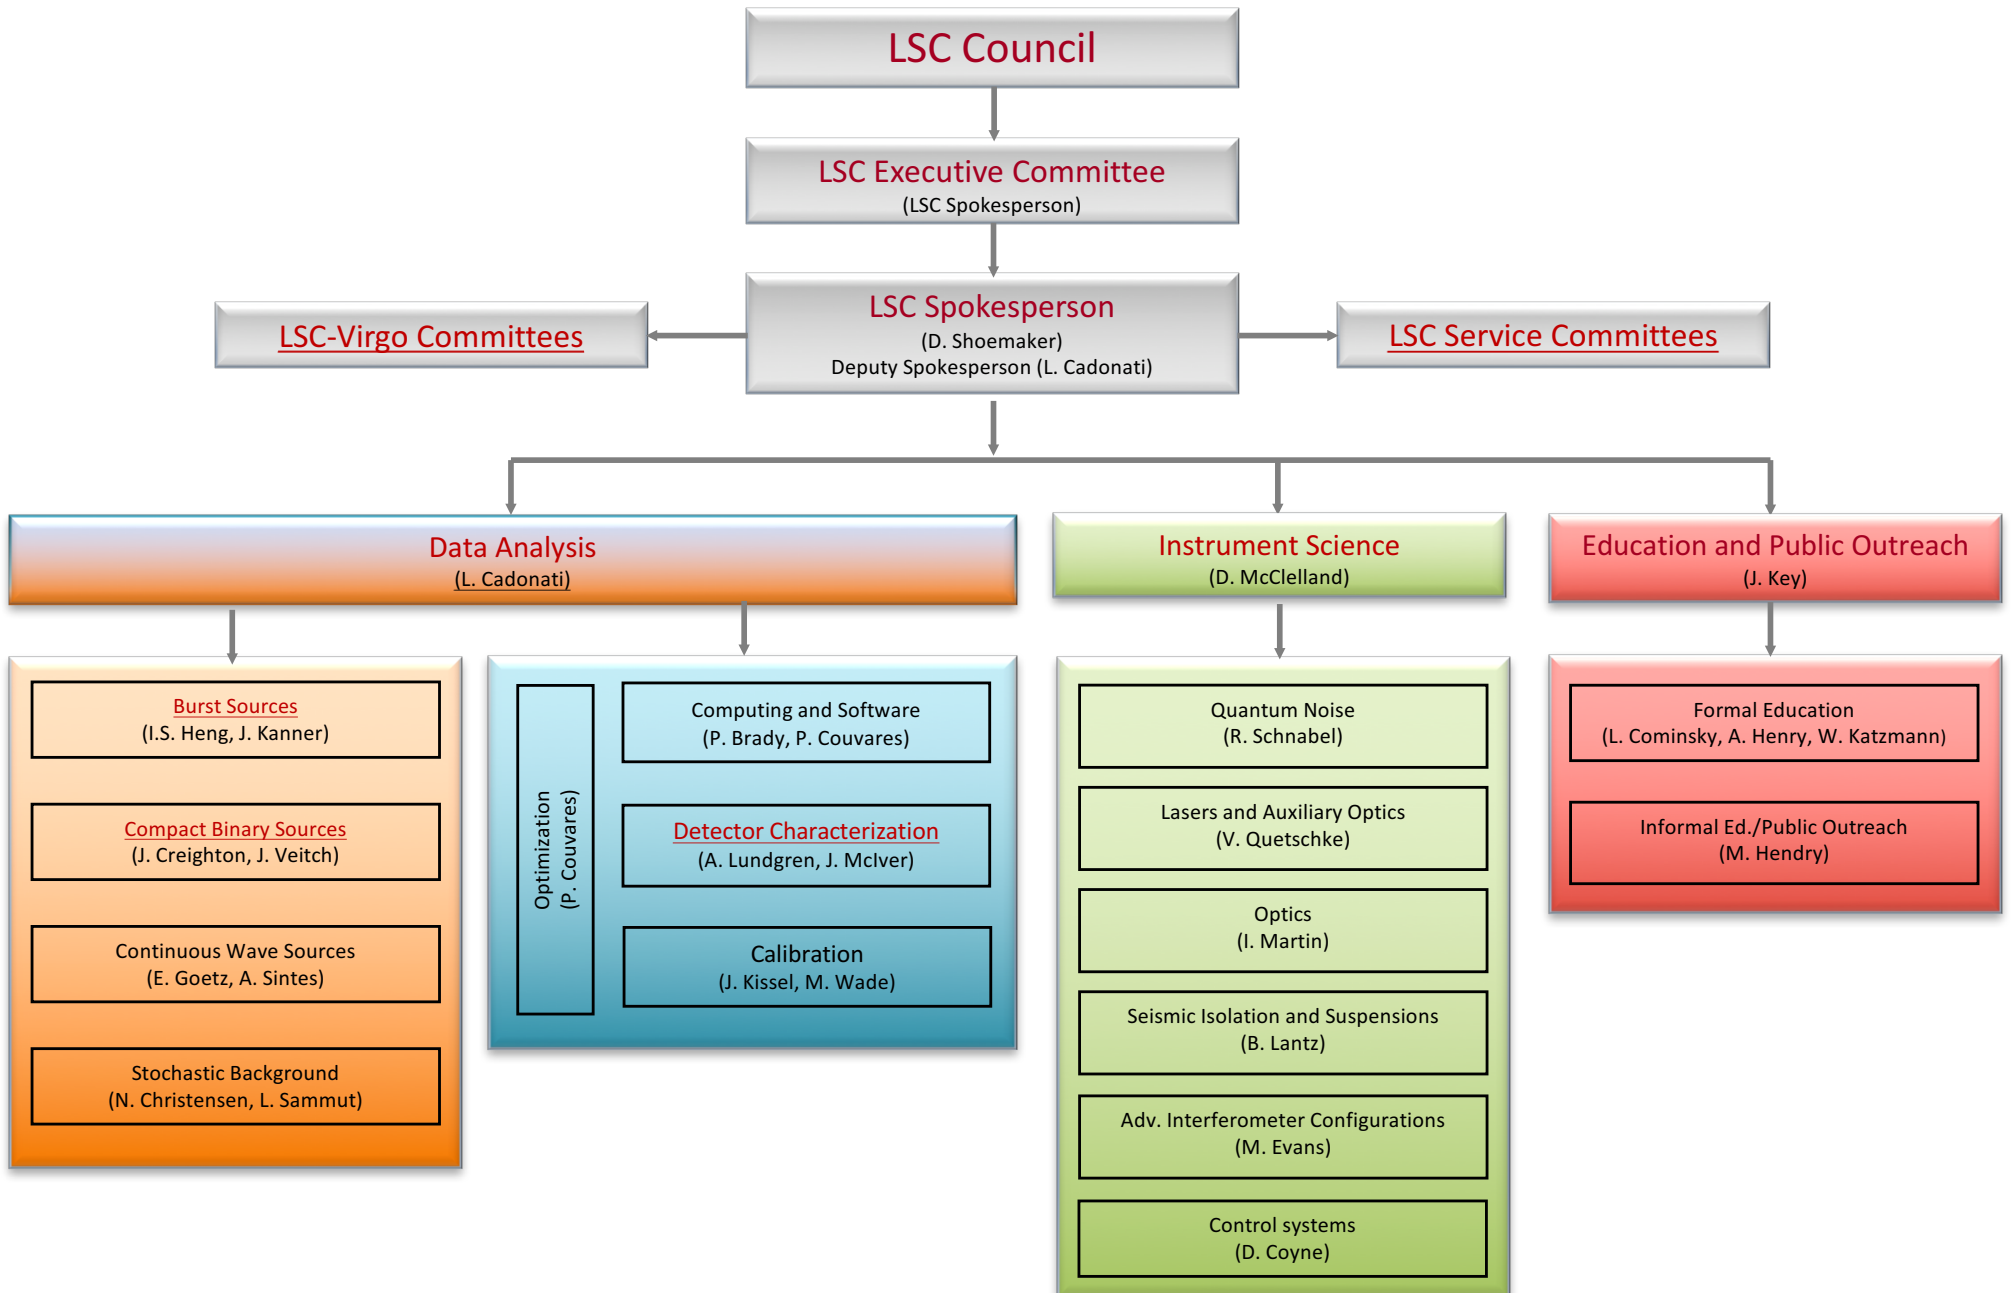 LSC Council
LSC Executive Committee
(LSC Spokesperson)
LSC Spokesperson
(D. Shoemaker)
Deputy Spokesperson (L. Cadonati)
LSC-Virgo Committees
LSC Service Committees
Data Analysis
(L. Cadonati)
Instrument Science
(D. McClelland)
Education and Public Outreach
(J. Key)
Burst Sources
(I.S. Heng, J. Kanner)
Compact Binary Sources
(J. Creighton, J. Veitch)
Continuous Wave Sources
(E. Goetz, A. Sintes)
Stochastic Background
(N. Christensen, L. Sammut)
Optimization
(P. Couvares)
Computing and Software
(P. Brady, P. Couvares)
Detector Characterization
(A. Lundgren, J. McIver)
Calibration
(J. Kissel, M. Wade)
Quantum Noise
(R. Schnabel)
Lasers and Auxiliary Optics
(V. Quetschke)
Optics
(I. Martin)
Seismic Isolation and Suspensions
(B. Lantz)
Adv. Interferometer Configurations
(M. Evans)
Control systems
(D. Coyne)
Formal Education
(L. Cominsky, A. Henry, W. Katzmann)
Informal Ed./Public Outreach
(M. Hendry)